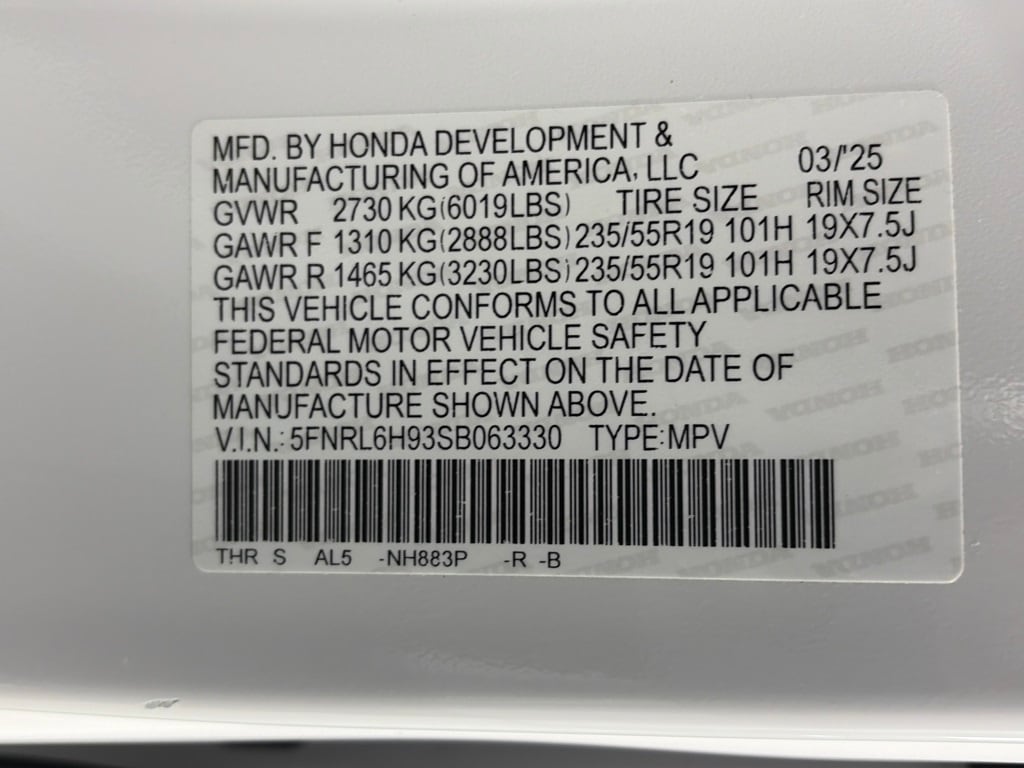 MFD. BY HONDA DEVELOPMENT &
MANUFACTURING OF AMERICA, LLC 03/'25
GVWR 2730 KG(6019LBS) TIRE SIZE RIM SIZE
GAWR F 1310 KG(2888LBS) 235/55R19 101H 19X7.5J
GAWR R 1465 KG(3230LBS) 235/55R19 101H 19X7.5J
THIS VEHICLE CONFORMS TO ALL APPLICABLE
FEDERAL MOTOR VEHICLE SAFETY
STANDARDS IN EFFECT ON THE DATE OF
MANUFACTURE SHOWN ABOVE.
V.I.N.: 5FNRL6H93SB063330 TYPE:MPV
THR S AL5 -NH883P -R -B